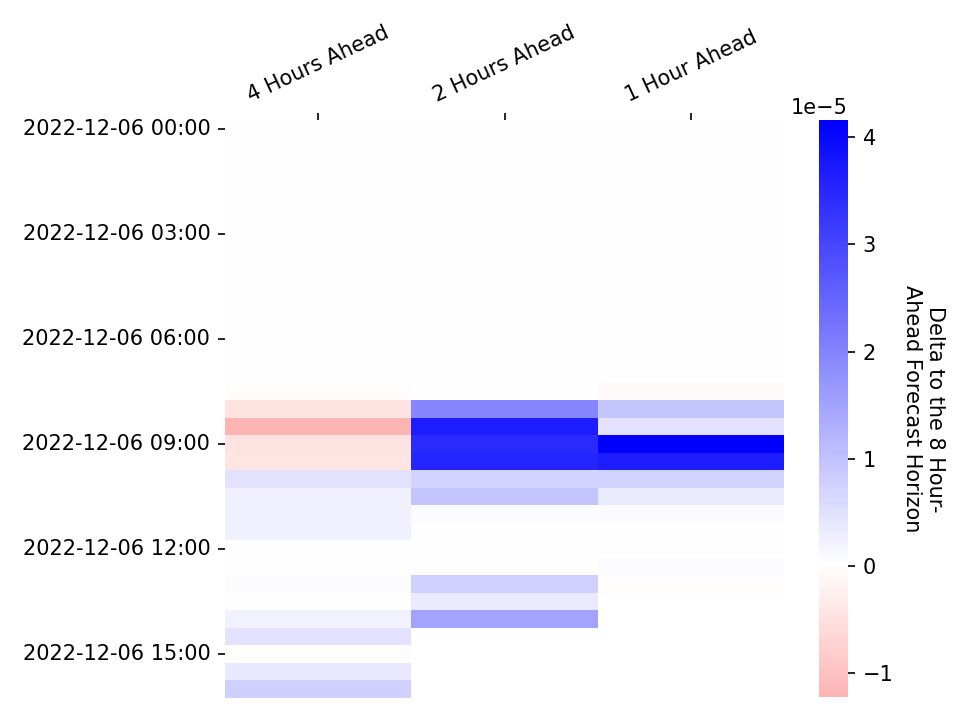 4 Hours Ahead
2 Hours Ahead
1 Hour Ahead
1e−5
2022-12-06 00:00
2022-12-06 03:00
2022-12-06 06:00
2022-12-06 09:00
2022-12-06 12:00
2022-12-06 15:00
4
3
2
1
0
−1
Delta to the 8 Hour-
Ahead Forecast Horizon